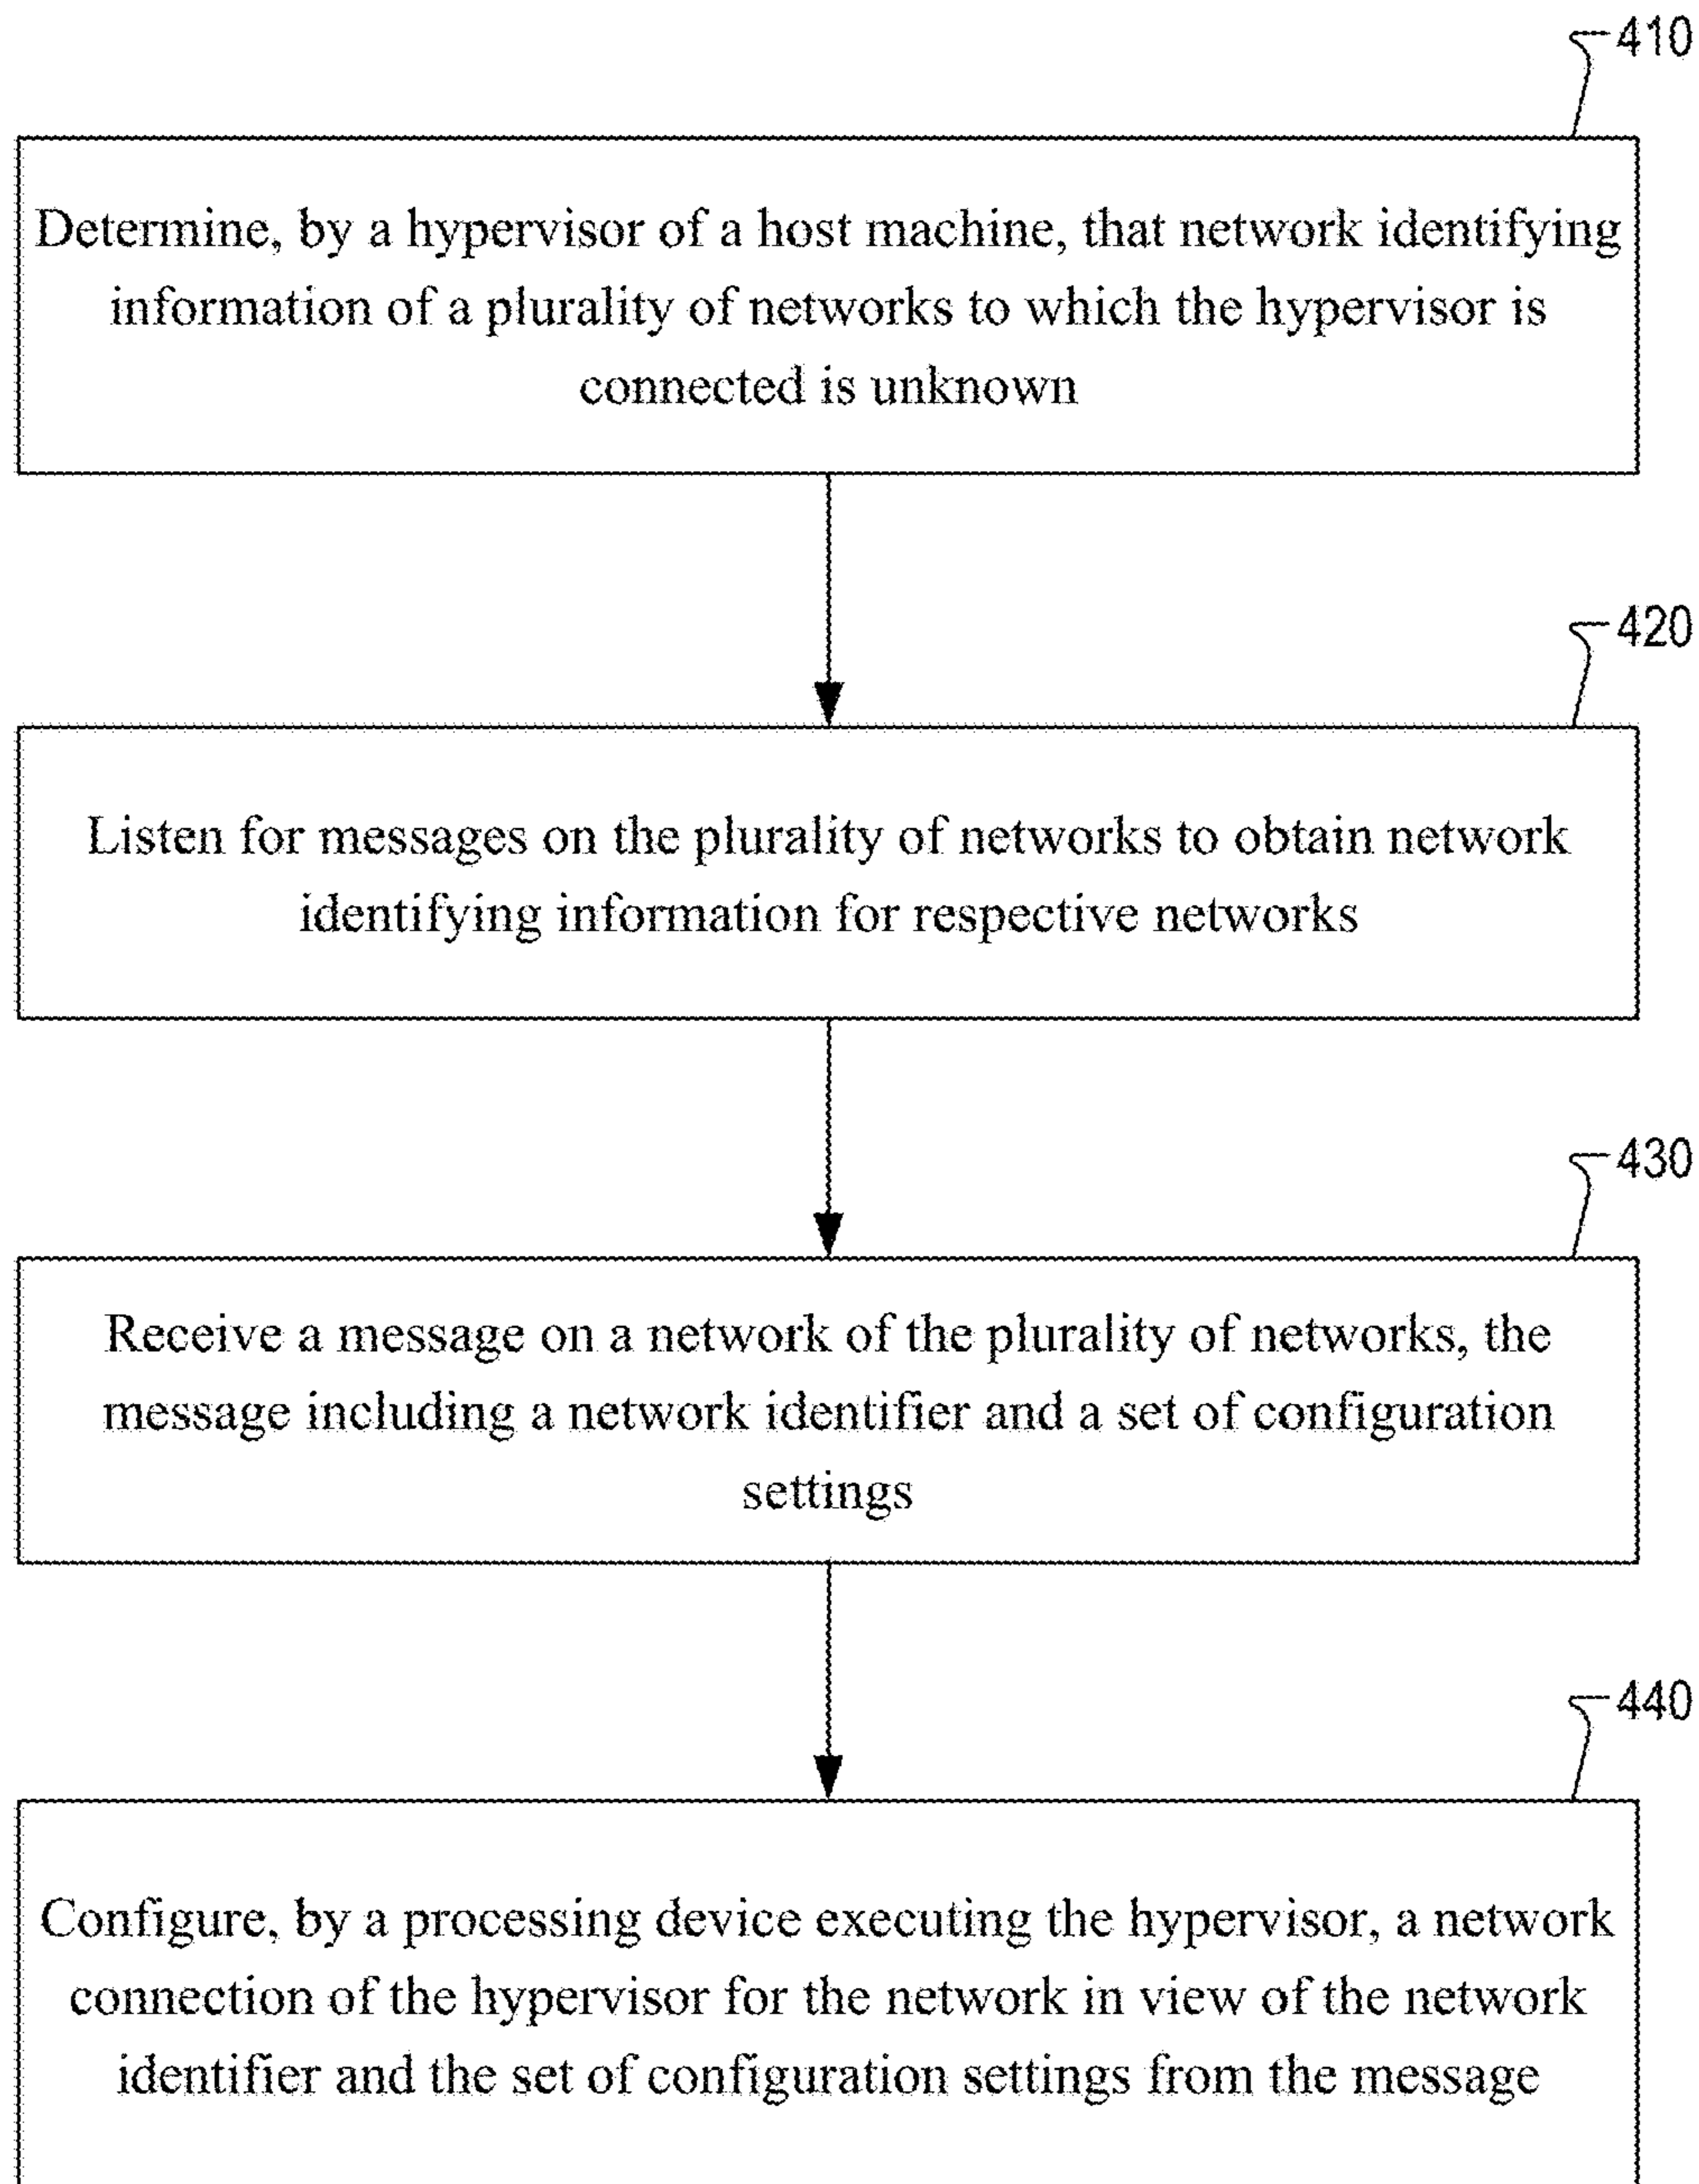 410
Determine, by a hypervisor of a host machine, that network identifying
information of a plurality of networks to which the hypervisor is
connected is unknown
420
Listen for messages on the plurality of networks to obtain network
identifying information for respective networks
430
Receive a message on a network of the plurality of networks, the
message including a network identifier and a set of configuration
settings
440
Configure, by a processing device executing the hypervisor, a network
connection of the hypervisor for the network in view of the network
identifier and the set of configuration settings from the message